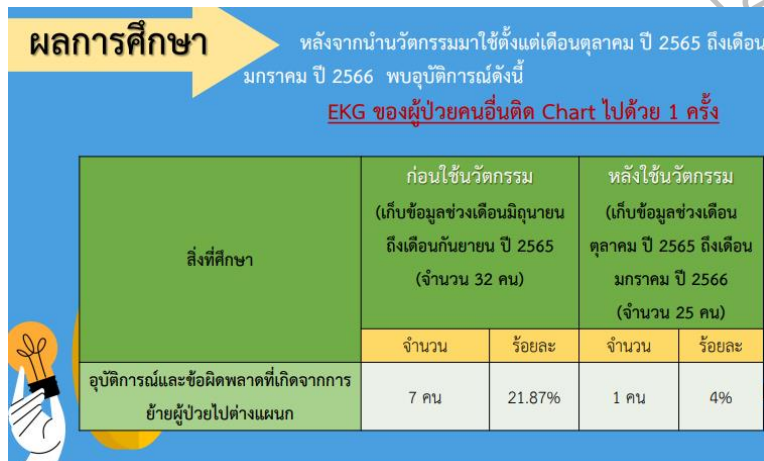 ผลการศึกษา
หลังจากนำนวัตกรรมมาใช้ตั้งแต่เดือนตุลาคม ปี 2565 ถึงเดือน
มกราคม ปี 2566 พบอุบัติการณ์ดังนี้
EKG ของผู้ป่วยคนอื่นติด Chart ไปด้วย 1 ครั้ง
สิ่งที่ศึกษา
ก่อนใช้นวัตกรรม
(เก็บข้อมูลช่วงเดือนมิถุนายน
ถึงเดือนกันยายน ปี 2565
(จำนวน 32 คน)
หลังใช้นวัตกรรม
(เก็บข้อมูลช่วงเดือน
ตุลาคม ปี 2565 ถึงเดือน
มกราคม ปี 2566
(จำนวน 25 คน)
จำนวน ร้อยละ จำนวน ร้อยละ
อุบัติการณ์และข้อผิดพลาดที่เกิดจากการ
ย้ายผู้ป่วยไปต่างแผนก
7 คน 21.87% 1 คน 4%